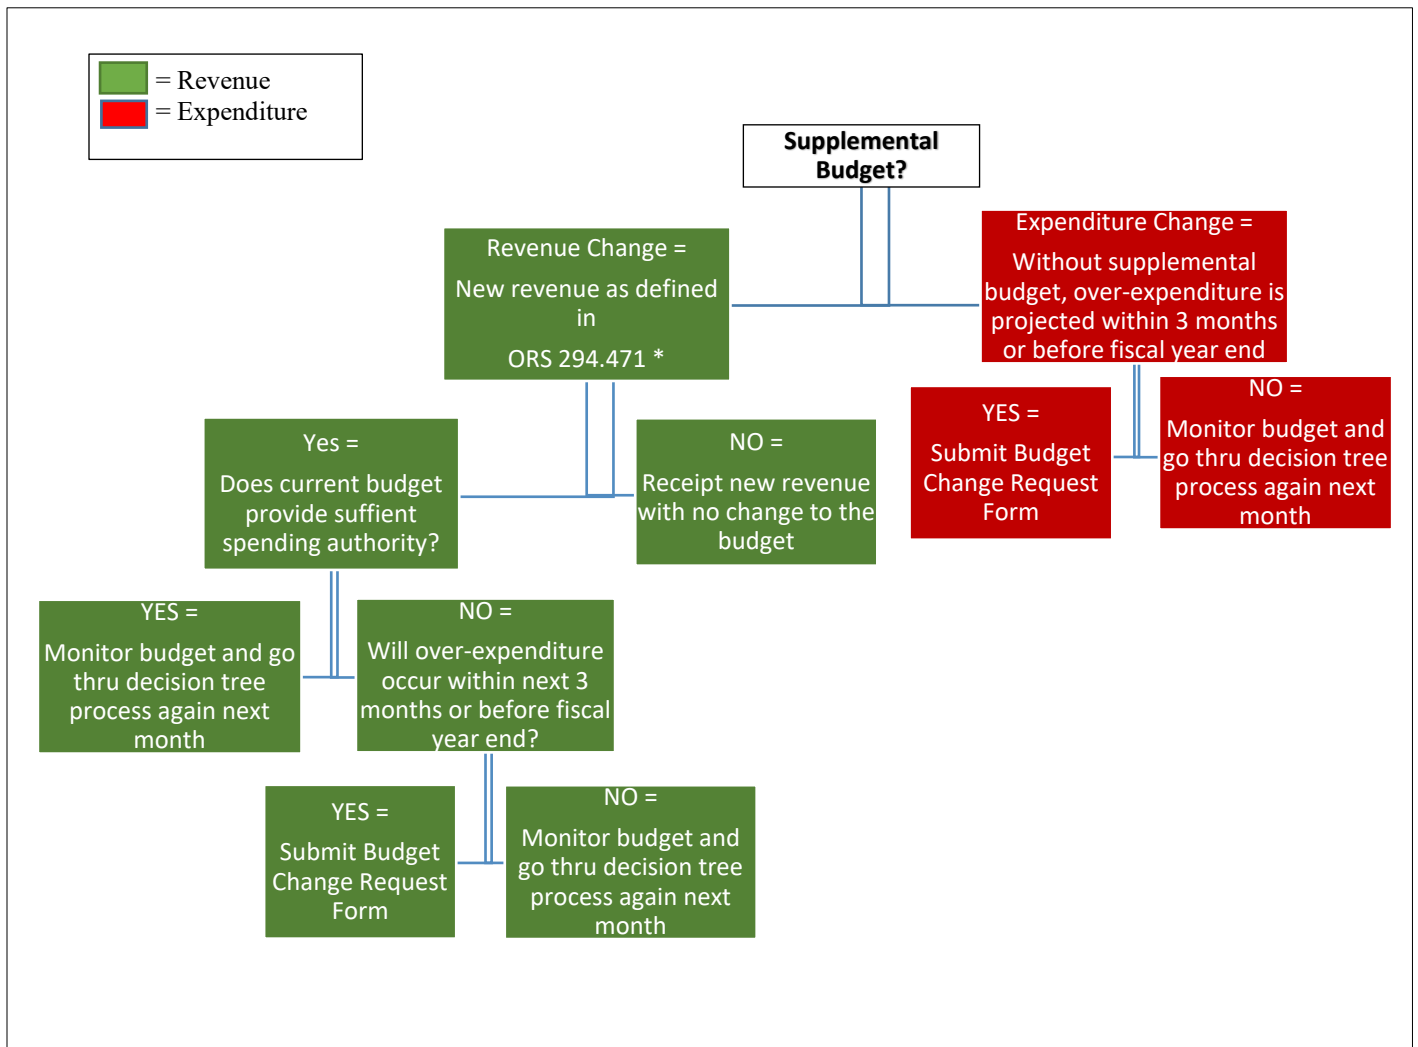 = Revenue
= Expenditure
Supplemental
Budget?
Revenue Change =
New revenue as defined
in
ORS 294.471 *
Expenditure Change =
Without supplemental
budget, over-expenditure is
projected within 3 months
or before fiscal year end
Yes =
Does current budget
provide suffient
spending authority?
NO =
Receipt new revenue
with no change to the
budget
YES =
Submit Budget
Change Request
Form
NO =
Monitor budget and
go thru decision tree
process again next
month
YES =
Monitor budget and go
thru decision tree
process again next
month
NO =
Will over-expenditure
occur within next 3
months or before fiscal
year end?
YES =
Submit Budget
Change Request
Form
NO =
Monitor budget and
go thru decision tree
process again next
month